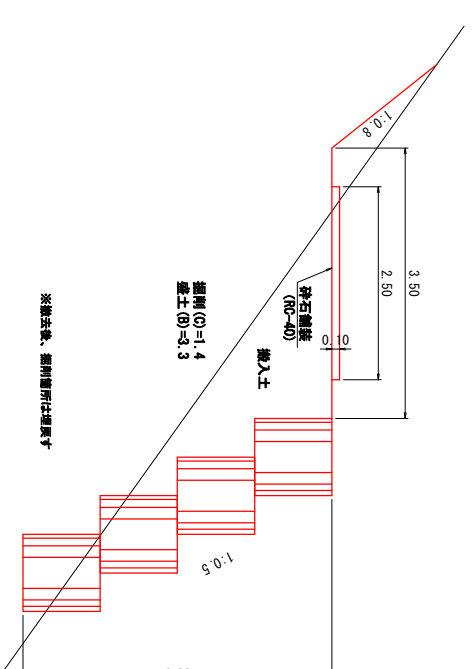 1:0.8
3.50
2.50
砕石舗装
(RC-40)
0.10
搬入土
掘削(C)=1.4
盛土(B)=3.3
1:0.5
※撤去後、掘削箇所は埋戻す